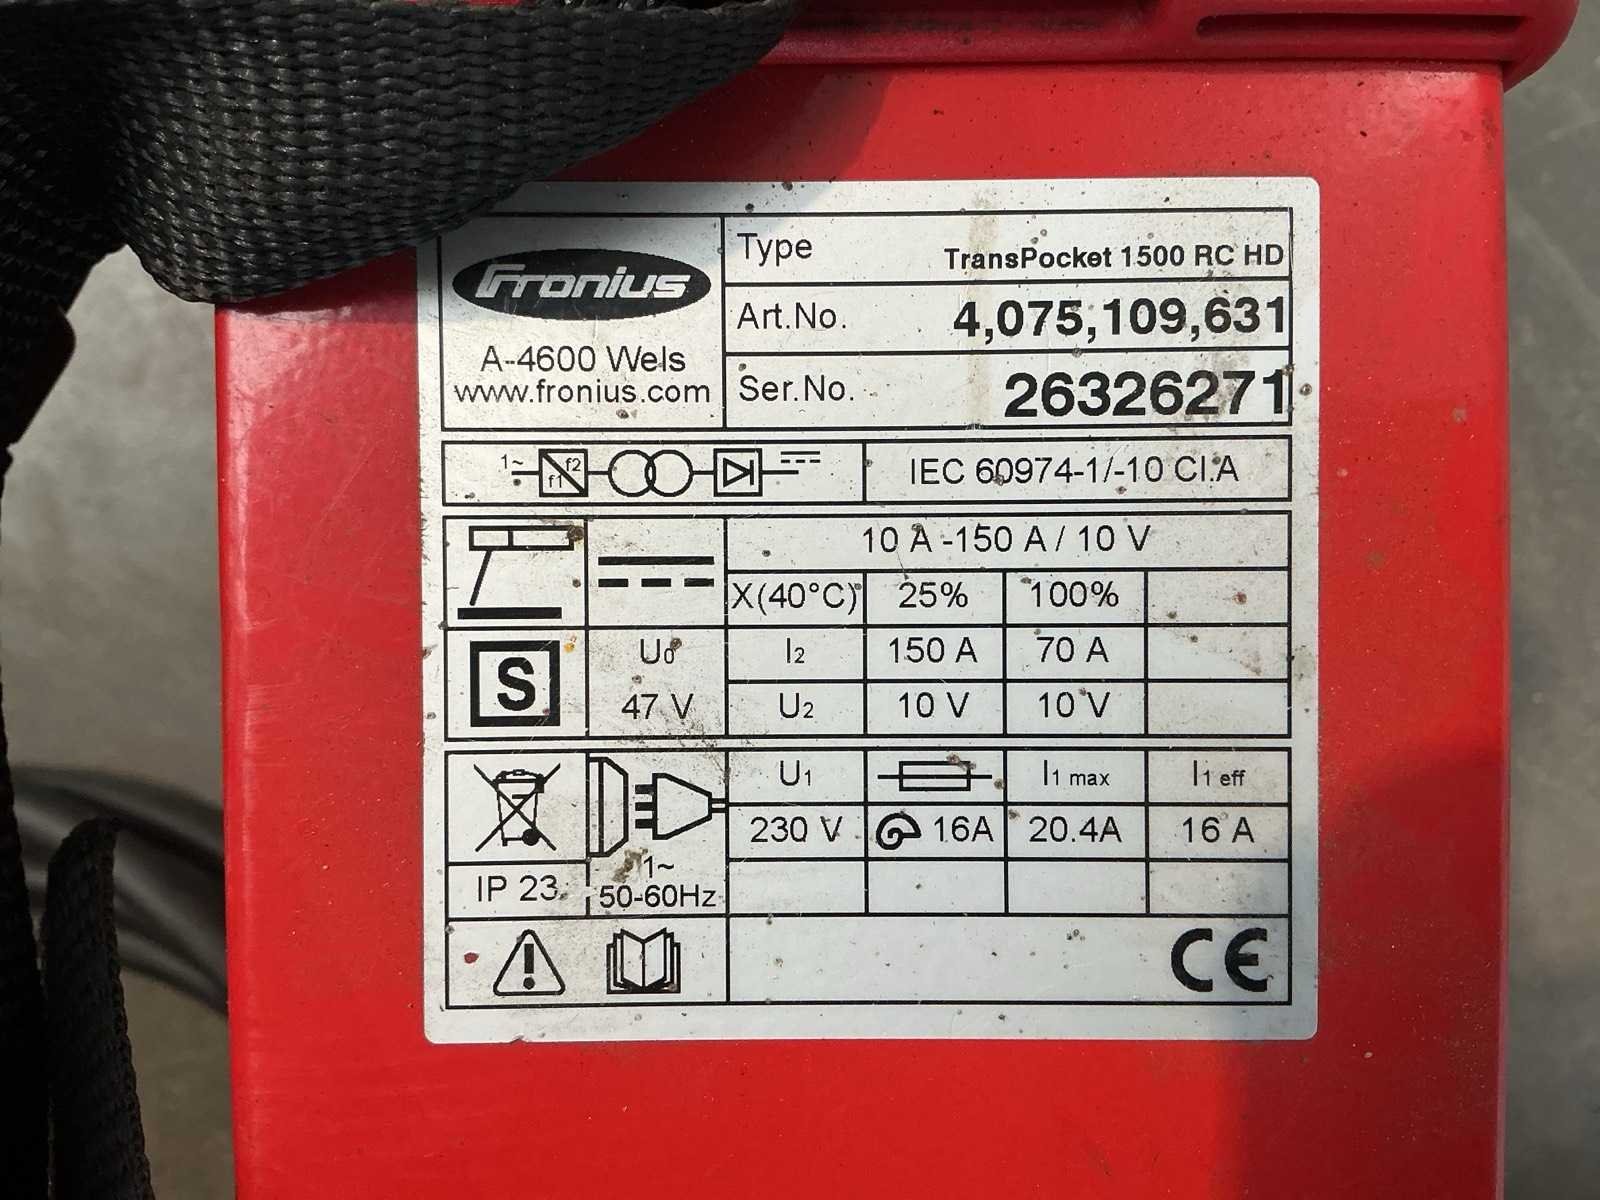 Fronius
A-4600 Wels
www.fronius.com
Type TransPocket 1500 RC HD
Art.No. 4,075,109,631
Ser.No. 26326271
1~ f1 f2
IEC 60974-1/-10 Cl.A
10 A -150 A / 10 V
X(40°C) 25% 100%
S
U0
47 V
I2 150 A 70 A
U2 10 V 10 V
U1 I1 max I1 eff
230 V 16A 20.4A 16 A
IP 23
1~
50-60Hz
CE